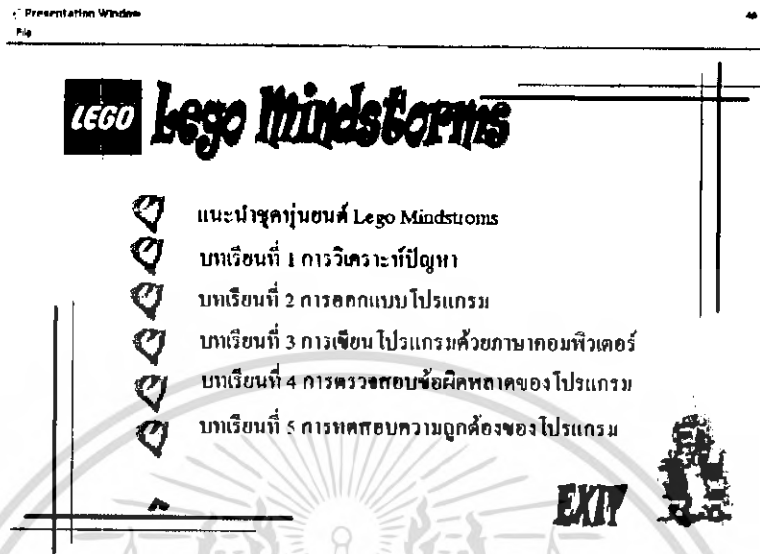 Presentation Window
File
LEGO Lego Mindstorms
แนะนำชุดหุ่นยนต์ Lego Mindstroms
บทเรียนที่ 1 การวิเคราะห์ปัญหา
บทเรียนที่ 2 การออกแบบโปรแกรม
บทเรียนที่ 3 การเขียนโปรแกรมด้วยภาษาคอมพิวเตอร์
บทเรียนที่ 4 การตรวจสอบข้อผิดพลาดของโปรแกรม
บทเรียนที่ 5 การทดสอบความถูกต้องของโปรแกรม
EXIT